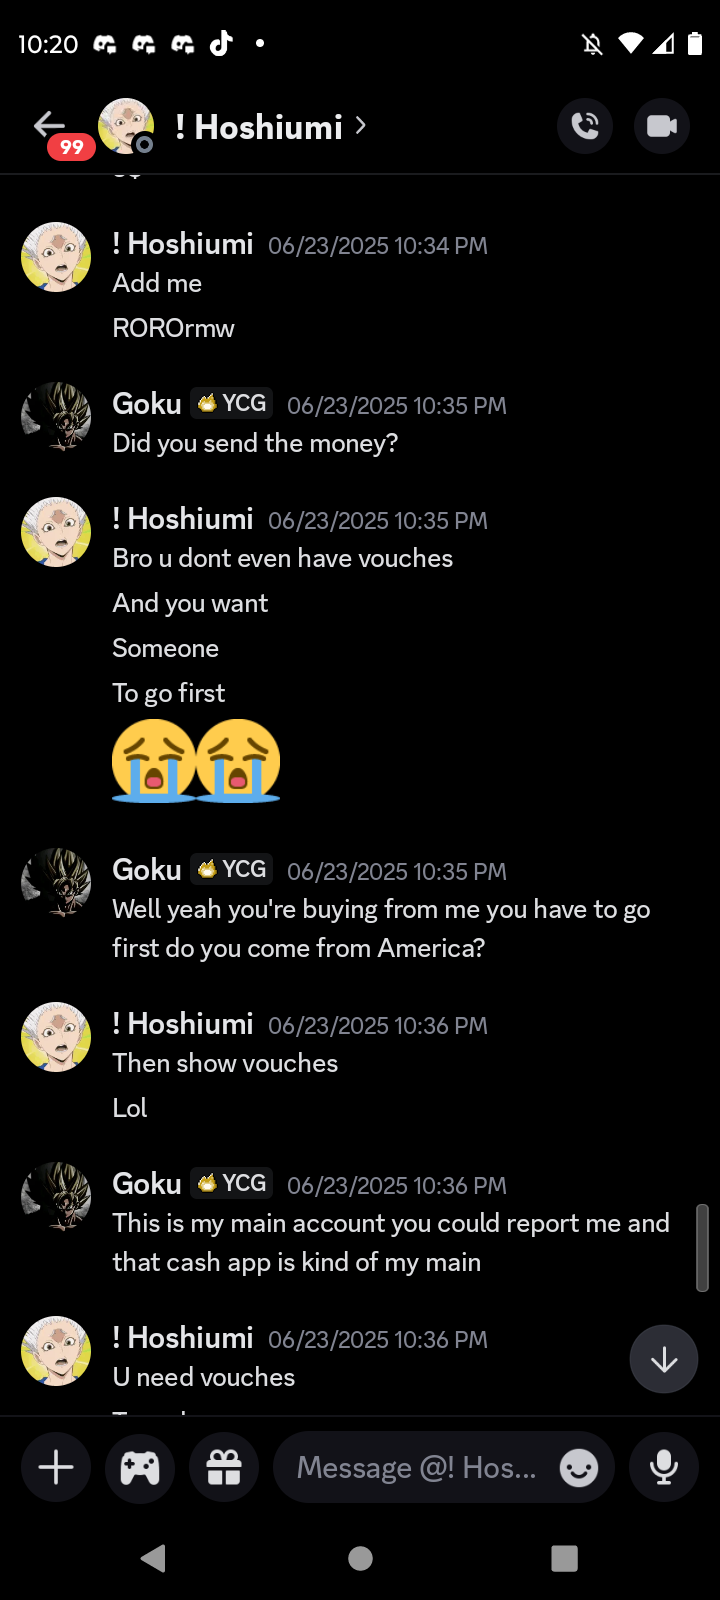 10:20
99
! Hoshiumi
! Hoshiumi 06/23/2025 10:34 PM
Add me
ROROrmw
Goku YCG 06/23/2025 10:35 PM
Did you send the money?
! Hoshiumi 06/23/2025 10:35 PM
Bro u dont even have vouches
And you want
Someone
To go first
Goku YCG 06/23/2025 10:35 PM
Well yeah you're buying from me you have to go
first do you come from America?
! Hoshiumi 06/23/2025 10:36 PM
Then show vouches
Lol
Goku YCG 06/23/2025 10:36 PM
This is my main account you could report me and
that cash app is kind of my main
! Hoshiumi 06/23/2025 10:36 PM
U need vouches
Message @! Hos...